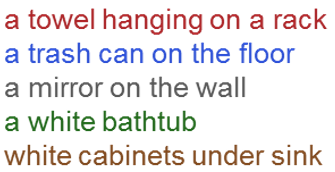 a towel hanging on a rack
a trash can on the floor
a mirror on the wall
a white bathtub
white cabinets under sink